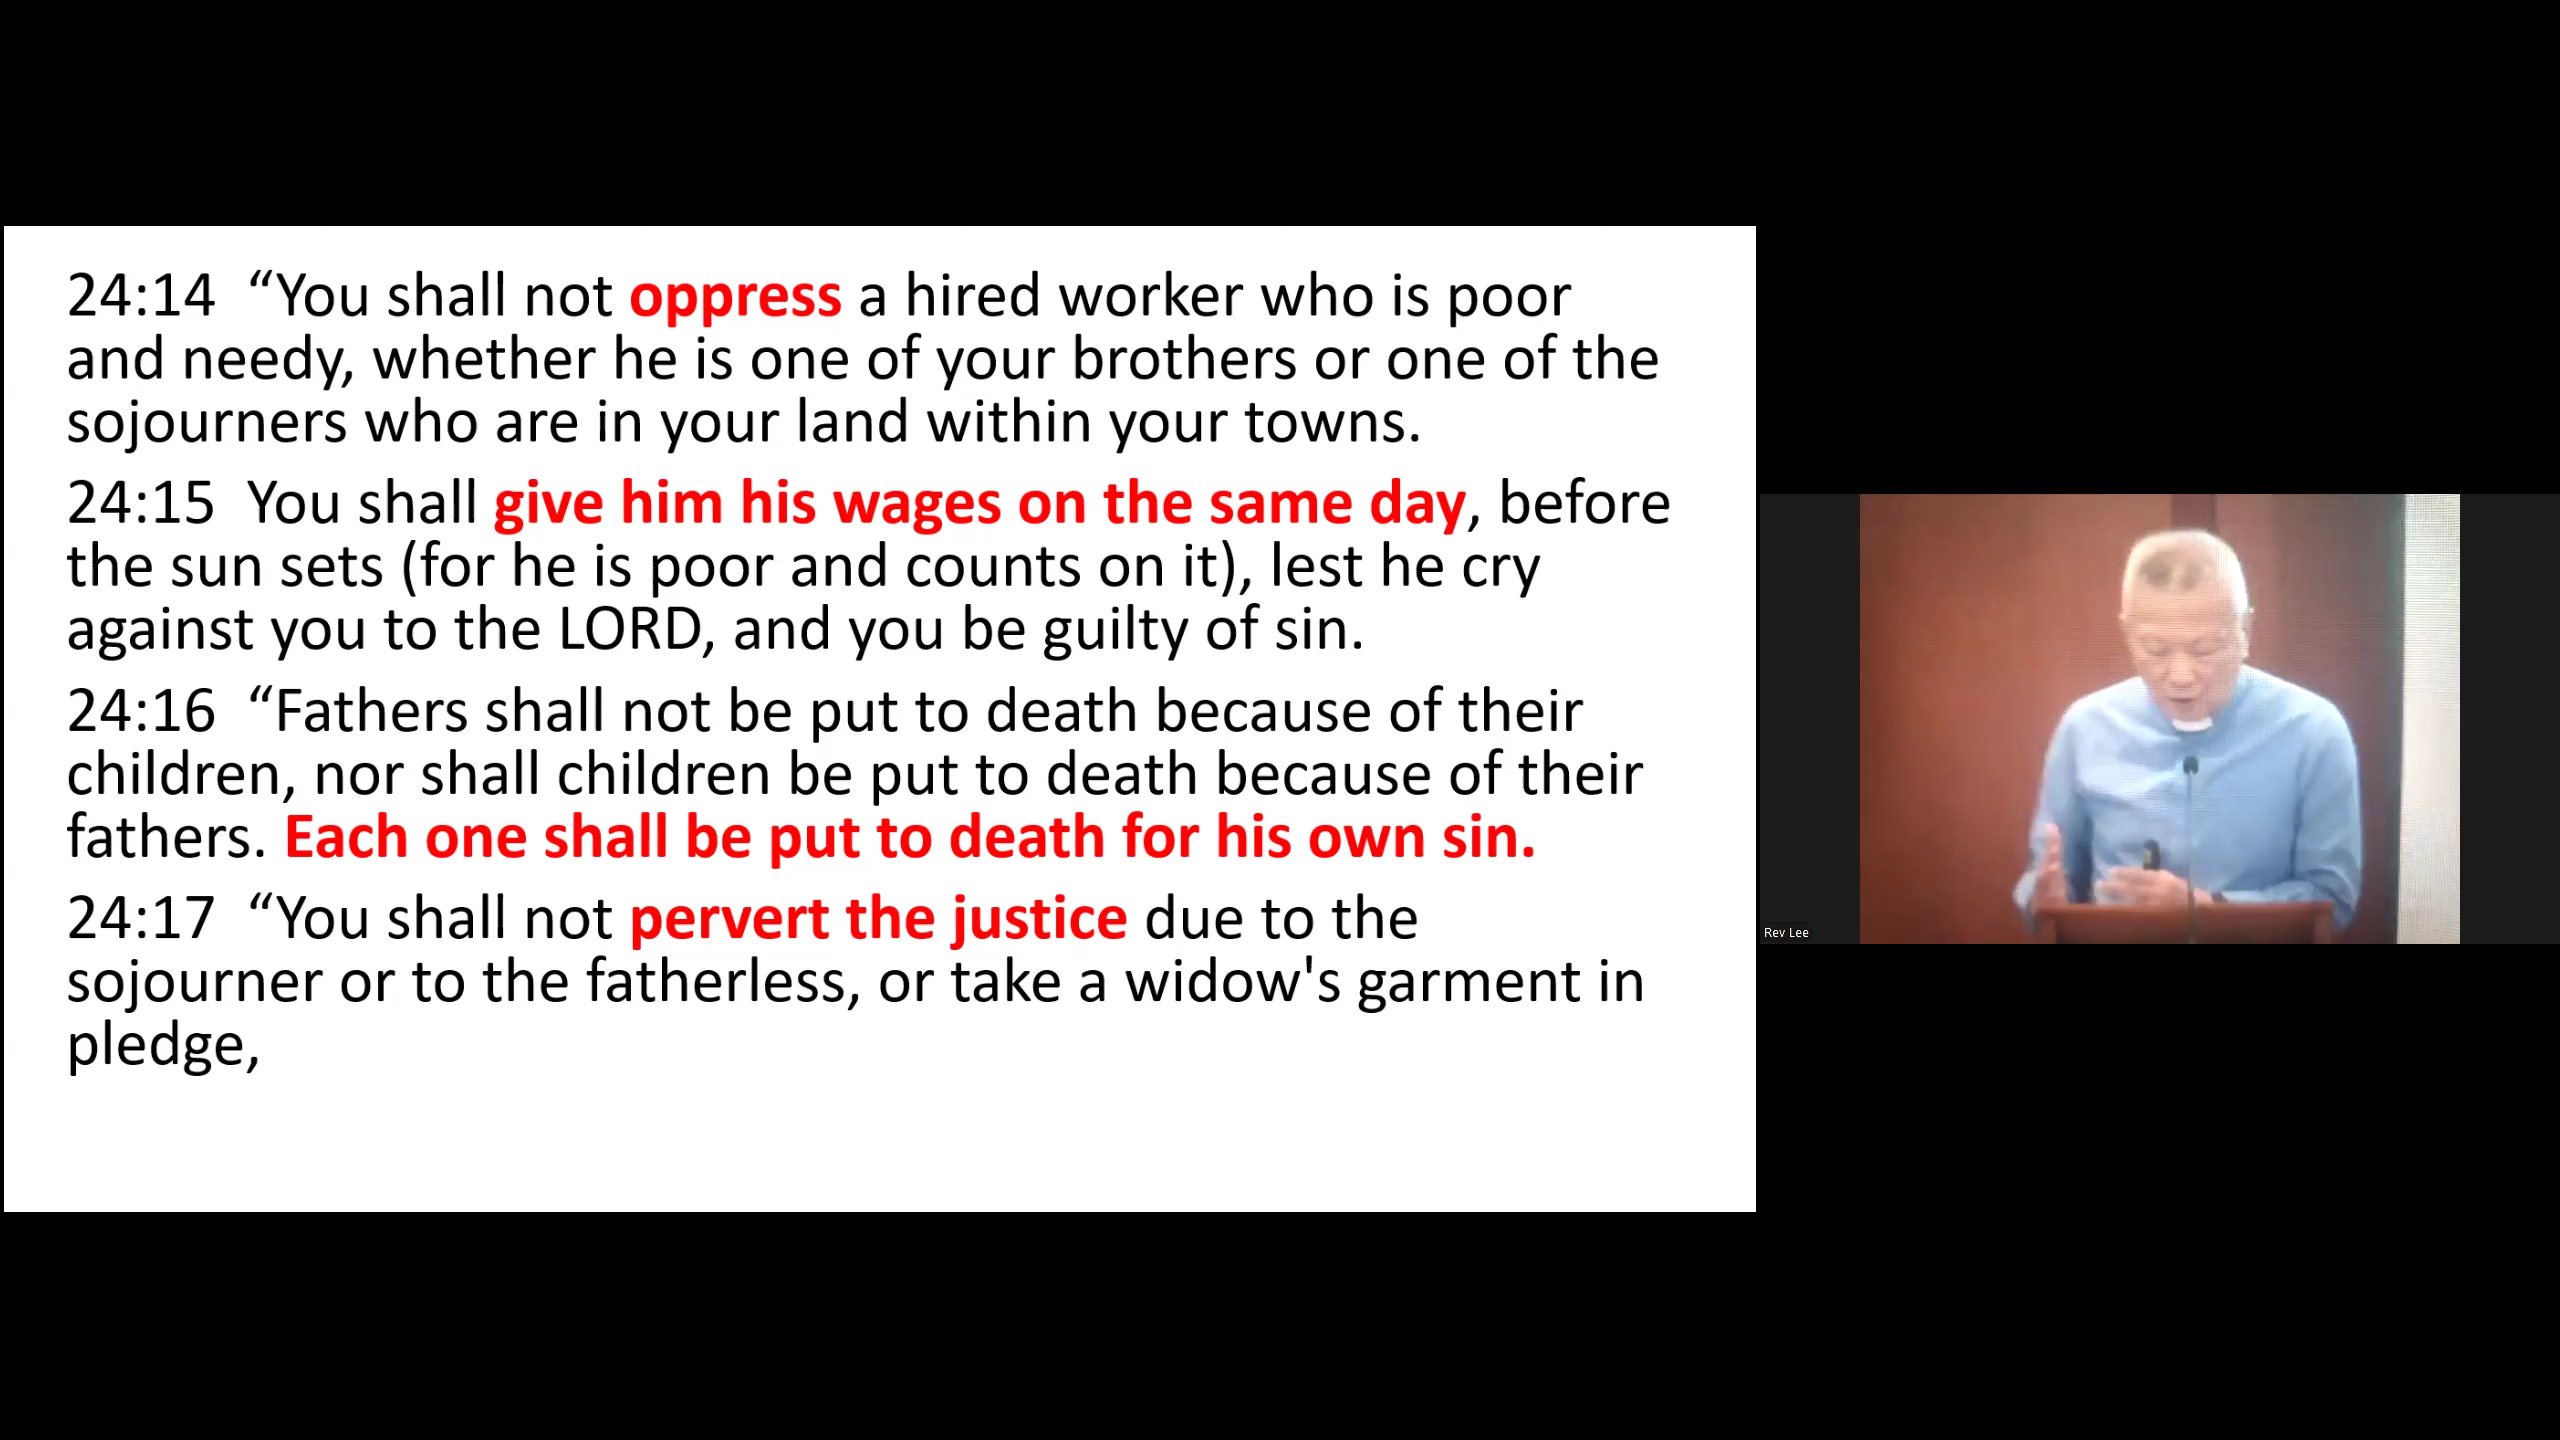 24:14  “You shall not oppress a hired worker who is poor
and needy, whether he is one of your brothers or one of the
sojourners who are in your land within your towns.
24:15  You shall give him his wages on the same day, before
the sun sets (for he is poor and counts on it), lest he cry
against you to the LORD, and you be guilty of sin.
24:16  “Fathers shall not be put to death because of their
children, nor shall children be put to death because of their
fathers. Each one shall be put to death for his own sin.
24:17  “You shall not pervert the justice due to the
sojourner or to the fatherless, or take a widow's garment in
pledge,
Rev Lee